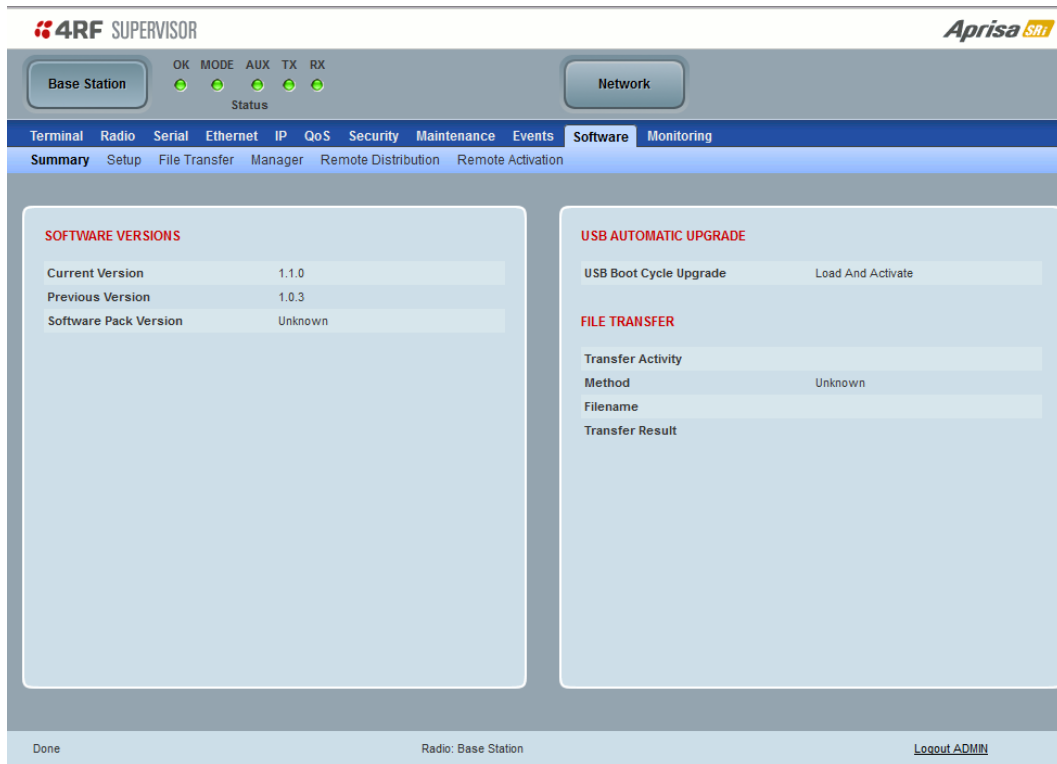 4RF SUPERVISOR
Aprisa SRi
Base Station
OK MODE AUX TX RX
Status
Network
Terminal Radio Serial Ethernet IP QoS Security Maintenance Events Software Monitoring
Summary Setup File Transfer Manager Remote Distribution Remote Activation
SOFTWARE VERSIONS
Current Version 1.1.0
Previous Version 1.0.3
Software Pack Version Unknown
USB AUTOMATIC UPGRADE
USB Boot Cycle Upgrade Load And Activate
FILE TRANSFER
Transfer Activity
Method Unknown
Filename
Transfer Result
Done
Radio: Base Station
Logout ADMIN